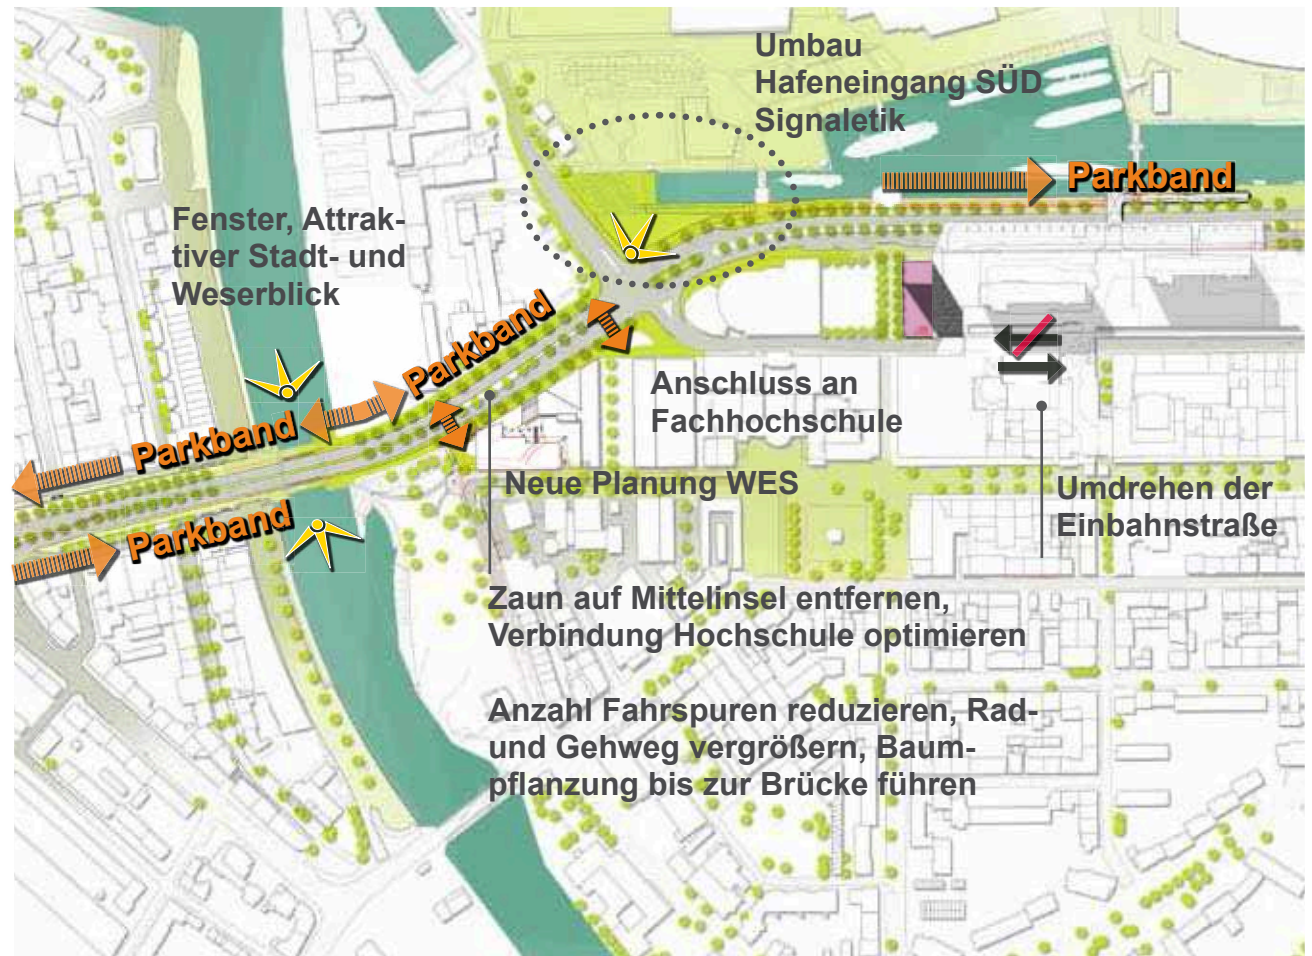 Umbau
Hafeneingang SÜD
Signaletik
Parkband
Fenster, Attrak-
tiver Stadt- und
Weserblick
Parkband
Parkband
Parkband
Anschluss an
Fachhochschule
Neue Planung WES
Umdrehen der
Einbahnstraße
Zaun auf Mittelinsel entfernen,
Verbindung Hochschule optimieren
Anzahl Fahrspuren reduzieren, Rad-
und Gehweg vergrößern, Baum-
pflanzung bis zur Brücke führen